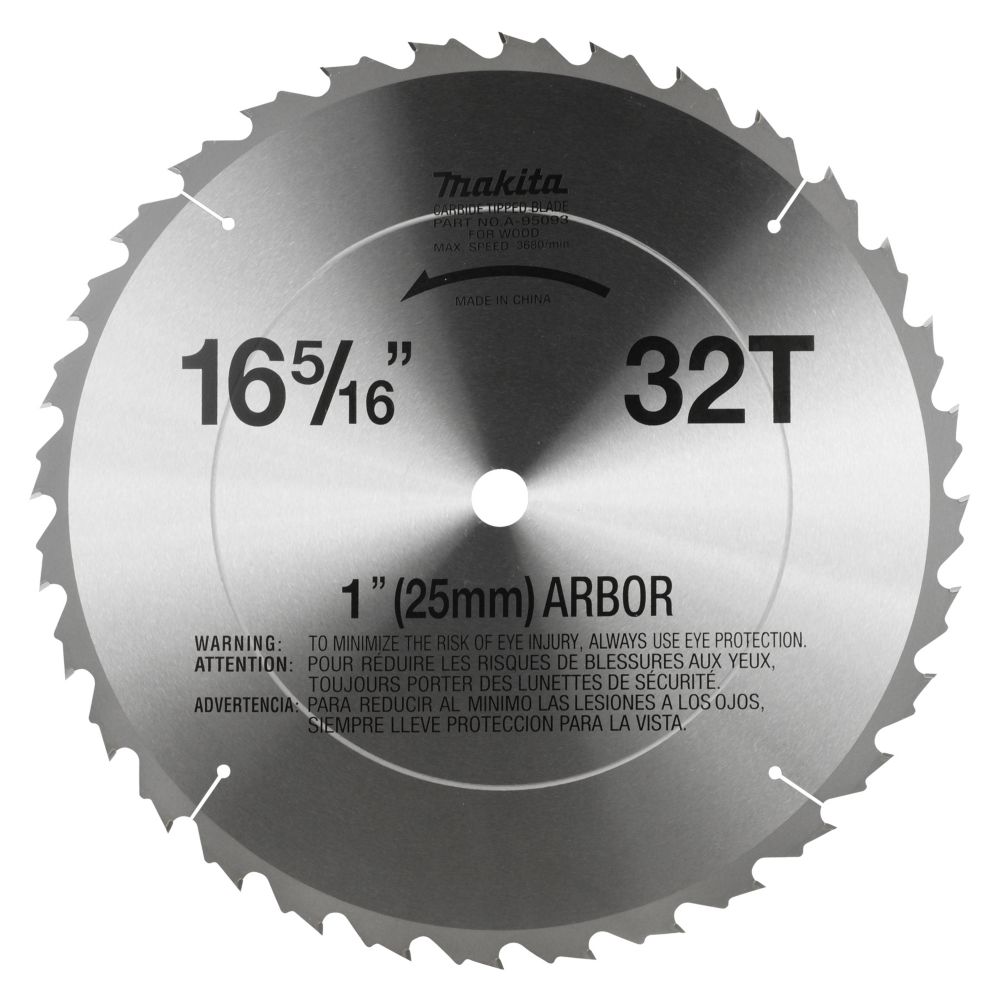 Makita
CARBIDE TIPPED BLADE
PART NO.A-95093
FOR WOOD
MAX. SPEED 3680/min
MADE IN CHINA
16 5/16”
32T
1” (25mm) ARBOR
WARNING: TO MINIMIZE THE RISK OF EYE INJURY, ALWAYS USE EYE PROTECTION.
ATTENTION: POUR RÉDUIRE LES RISQUES DE BLESSURES AUX YEUX,
TOUJOURS PORTER DES LUNETTES DE SÉCURITÉ.
ADVERTENCIA: PARA REDUCIR AL MINIMO LAS LESIONES A LOS OJOS,
SIEMPRE LLEVE PROTECCION PARA LA VISTA.